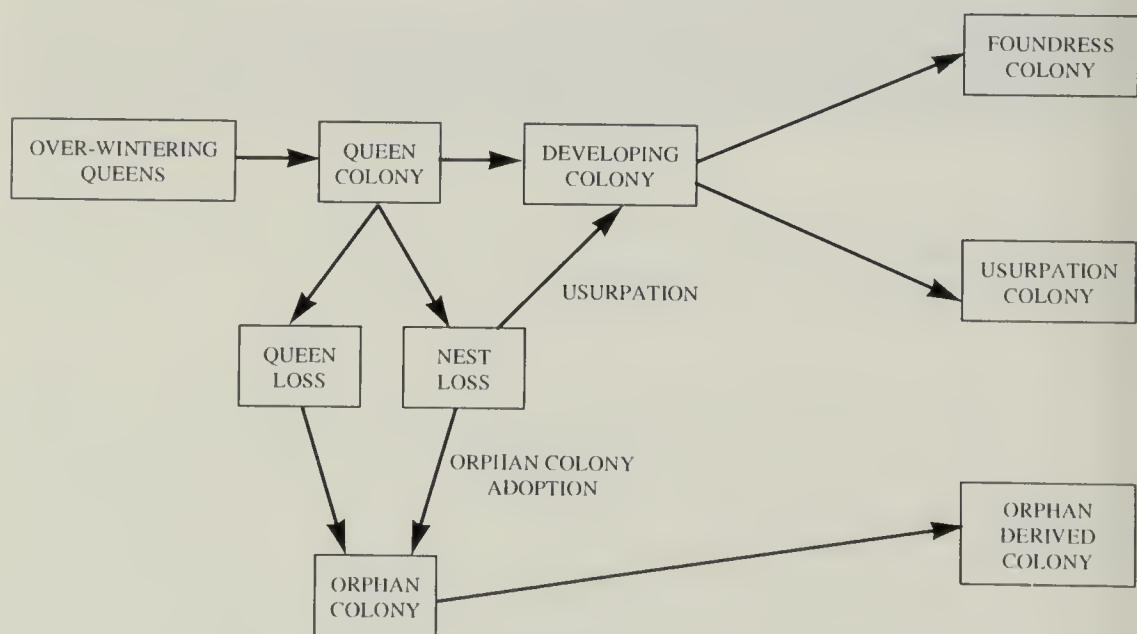 FOUNDRESS
COLONY
OVER-WINTERING
QUEENS
QUEEN
COLONY
DEVELOPING
COLONY
USURPATION
COLONY
USURPATION
QUEEN
LOSS
NEST
LOSS
ORPHAN COLONY
ADOPTION
ORPHAN
DERIVED
COLONY
ORPHAN
COLONY